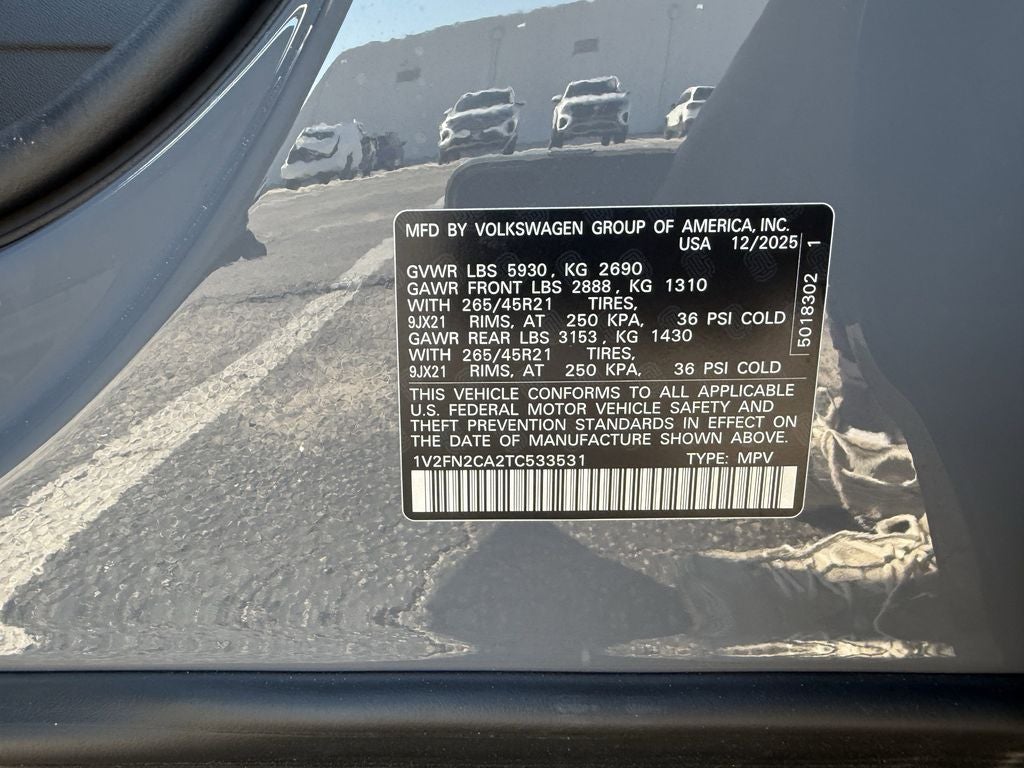 MFD BY VOLKSWAGEN GROUP OF AMERICA, INC.
USA 12/2025
GVWR LBS 5930, KG 2690
GAWR FRONT LBS 2888, KG 1310
WITH 265/45R21 TIRES,
9JX21 RIMS, AT 250 KPA, 36 PSI COLD
GAWR REAR LBS 3153, KG 1430
WITH 265/45R21 TIRES,
9JX21 RIMS, AT 250 KPA, 36 PSI COLD
5018302 1
THIS VEHICLE CONFORMS TO ALL APPLICABLE
U.S. FEDERAL MOTOR VEHICLE SAFETY AND
THEFT PREVENTION STANDARDS IN EFFECT ON
THE DATE OF MANUFACTURE SHOWN ABOVE.
1V2FN2CA2TC533531 TYPE: MPV